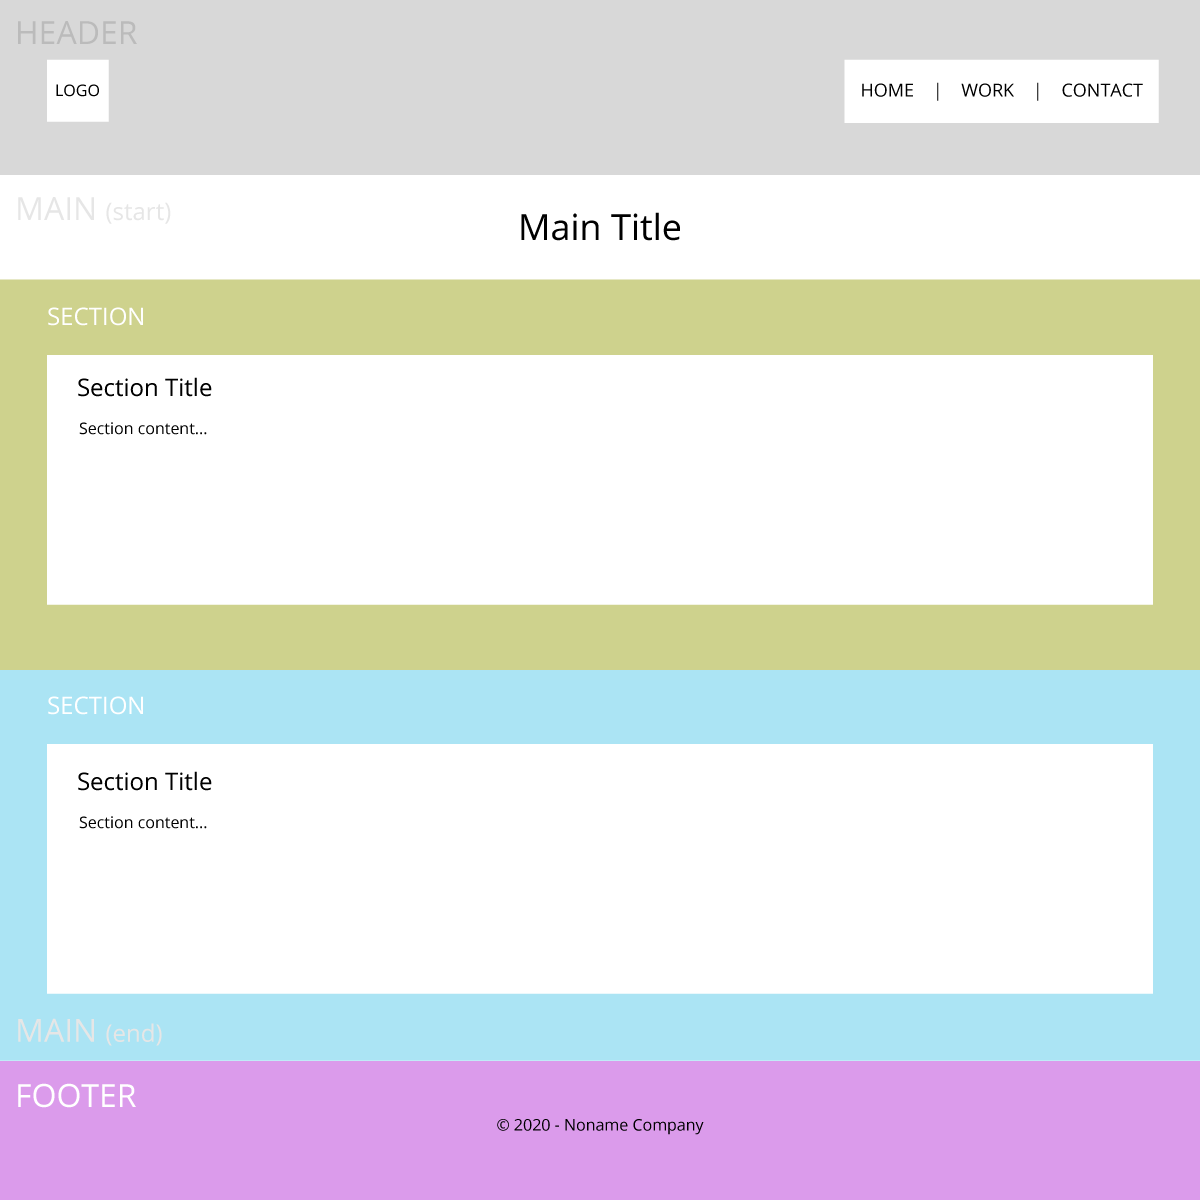 HEADER
LOGO
HOME | WORK | CONTACT
MAIN (start)
Main Title
SECTION
Section Title
Section content...
SECTION
Section Title
Section content...
MAIN (end)
FOOTER
© 2020 - Noname Company